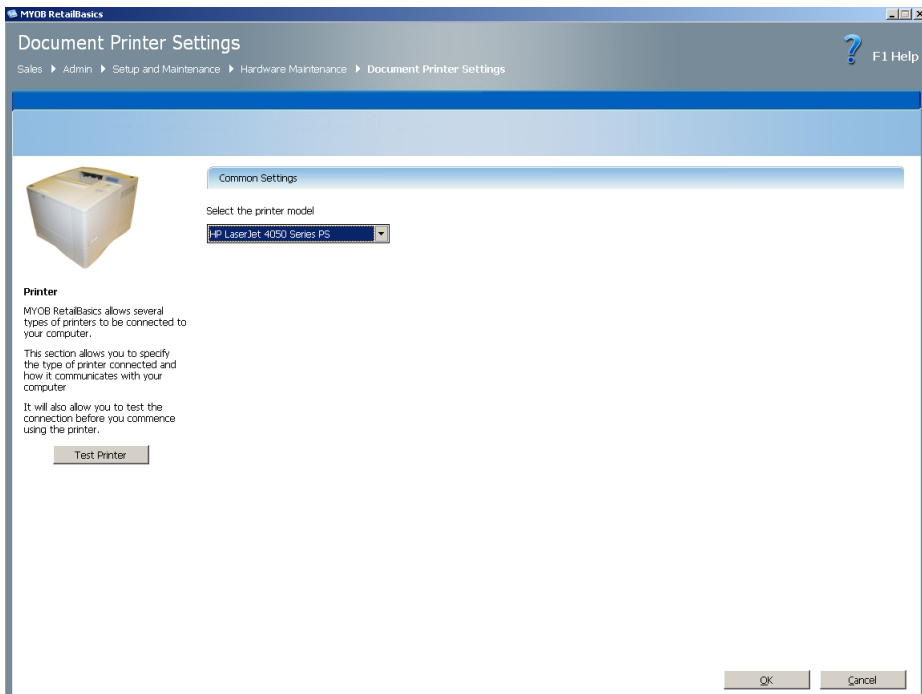 MYOB RetailBasics
Document Printer Settings
Sales ▶ Admin ▶ Setup and Maintenance ▶ Hardware Maintenance ▶ Document Printer Settings
? F1 Help
Common Settings
Select the printer model
HP LaserJet 4050 Series PS
Printer
MYOB RetailBasics allows several
types of printers to be connected to
your computer.
This section allows you to specify
the type of printer connected and
how it communicates with your
computer
It will also allow you to test the
connection before you commence
using the printer.
Test Printer
OK
Cancel